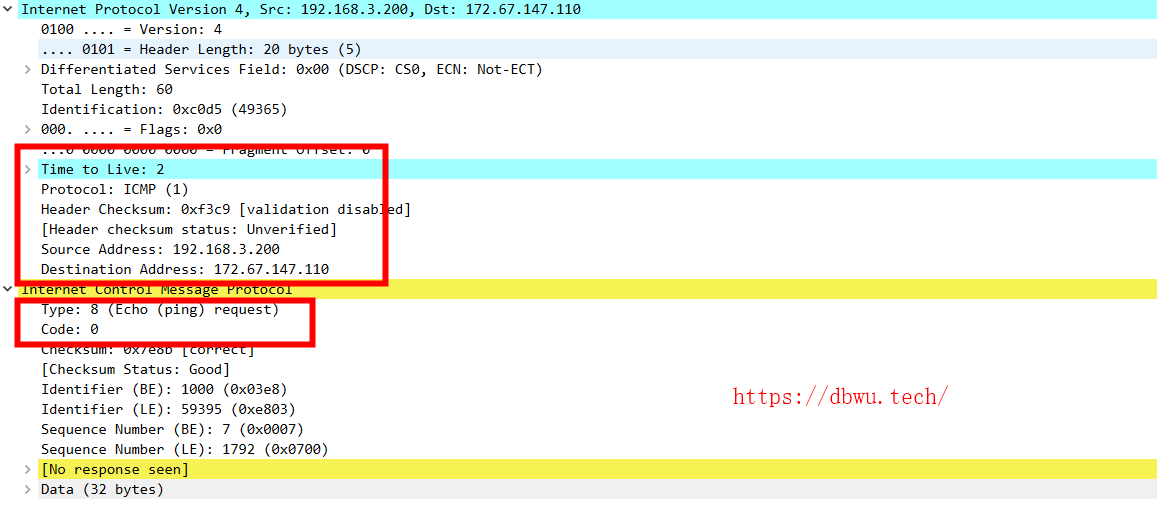 Internet Protocol Version 4, Src: 192.168.3.200, Dst: 172.67.147.110
0100 .... = Version: 4
.... 0101 = Header Length: 20 bytes (5)
Differentiated Services Field: 0x00 (DSCP: CS0, ECN: Not-ECT)
Total Length: 60
Identification: 0xc0d5 (49365)
000. .... = Flags: 0x0
...0 0000 0000 0000 = Fragment Offset: 0
Time to Live: 2
Protocol: ICMP (1)
Header Checksum: 0xf3c9 [validation disabled]
[Header checksum status: Unverified]
Source Address: 192.168.3.200
Destination Address: 172.67.147.110
Internet Control Message Protocol
Type: 8 (Echo (ping) request)
Code: 0
Checksum: 0x7e8b [correct]
[Checksum Status: Good]
Identifier (BE): 1000 (0x03e8)
https://dbwu.tech/
Identifier (LE): 59395 (0xe803)
Sequence Number (BE): 7 (0x0007)
Sequence Number (LE): 1792 (0x0700)
[No response seen]
Data (32 bytes)